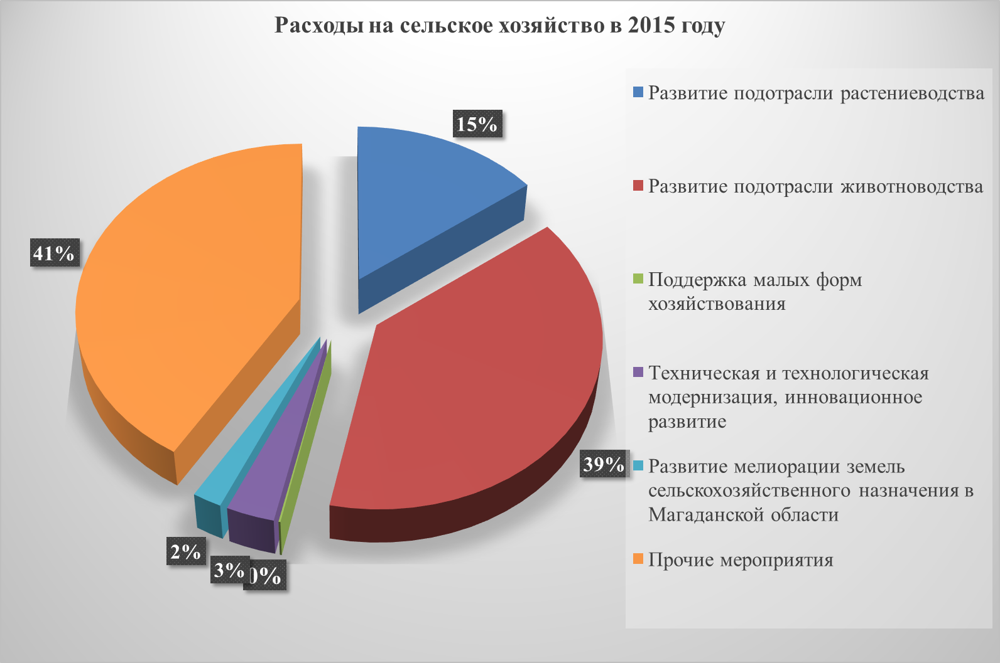 Расходы на сельское хозяйство в 2015 году
15%
41%
39%
2%
3%
0%
Развитие подотрасли растениеводства
Развитие подотрасли животноводства
Поддержка малых форм
хозяйствования
Техническая и технологическая
модернизация, инновационное
развитие
Развитие мелиорации земель
сельскохозяйственного назначения в
Магаданской области
Прочие мероприятия